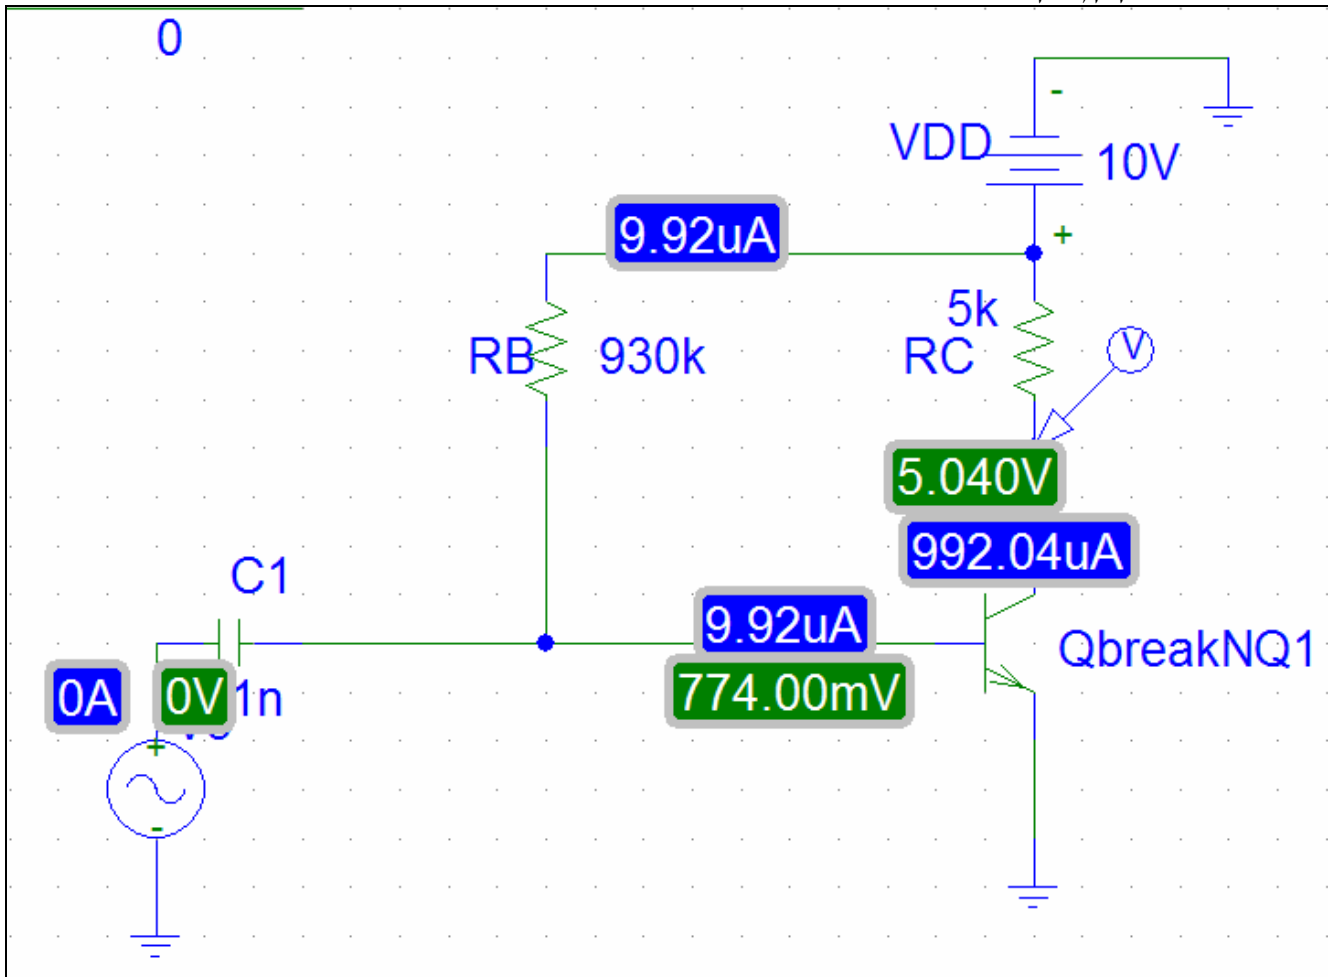 0
-
VDD
10V
9.92uA
+
5k
RB
930k
RC
V
5.040V
992.04uA
C1
9.92uA
QbreakNQ1
774.00mV
0A
0V
1n
+
-